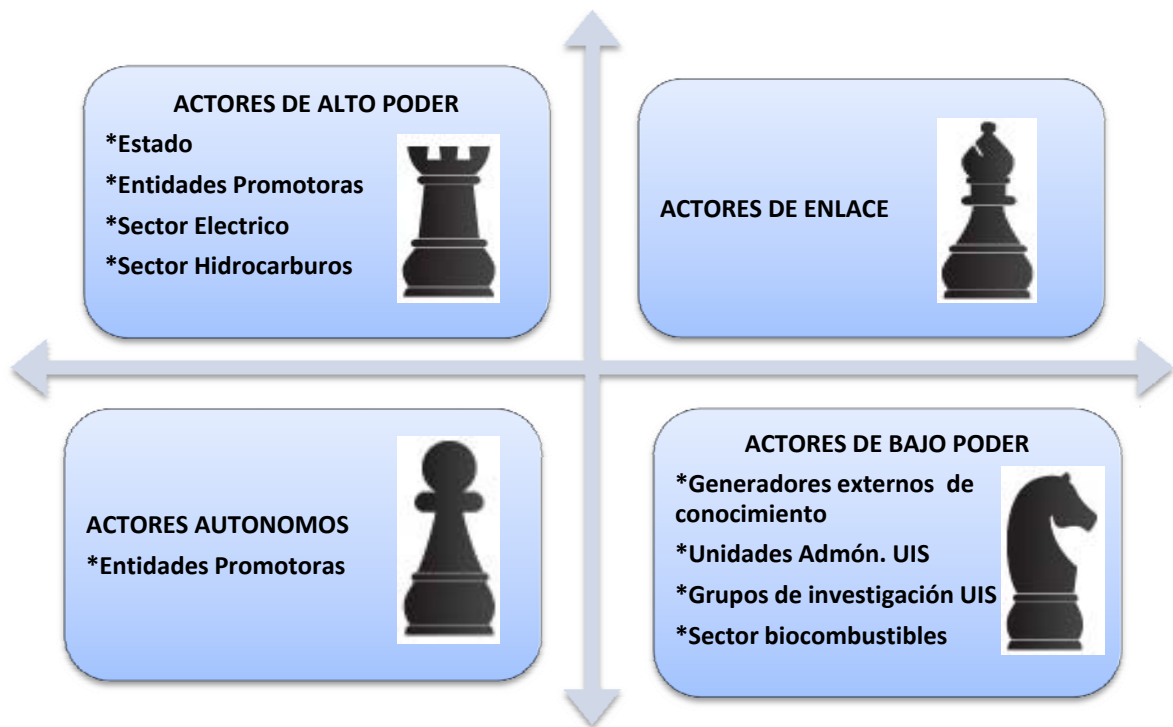 ACTORES DE ALTO PODER
*Estado
*Entidades Promotoras
*Sector Electrico
*Sector Hidrocarburos
ACTORES DE ENLACE
ACTORES AUTONOMOS
*Entidades Promotoras
ACTORES DE BAJO PODER
*Generadores externos de
conocimiento
*Unidades Admón. UIS
*Grupos de investigación UIS
*Sector biocombustibles